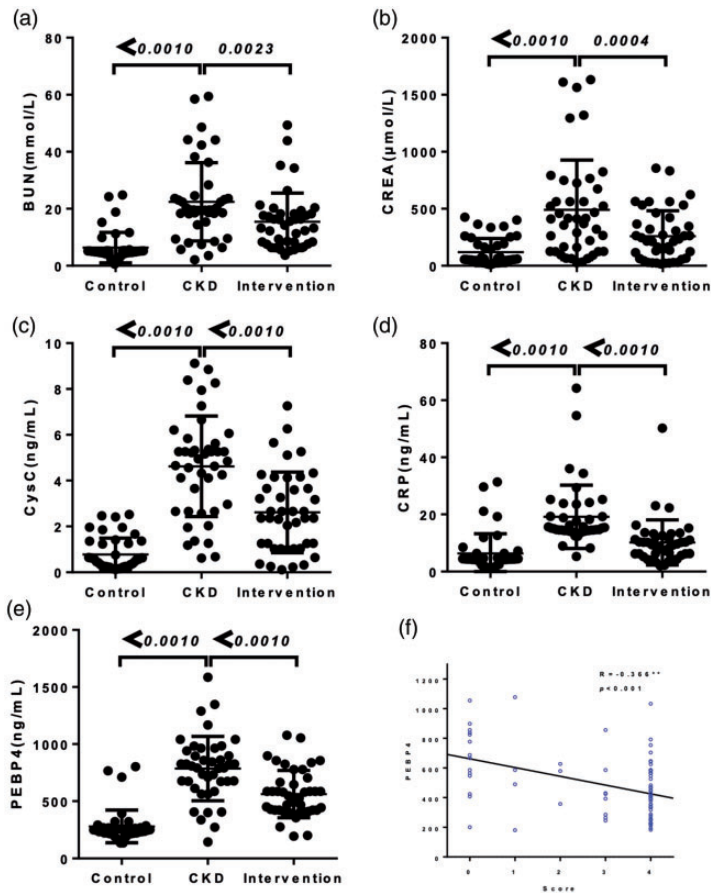 (a)
<0.0010 0.0023
BUN(mmol/L)
80
60
40
20
0
Control CKD Intervention
(b)
<0.0010 0.0004
CREA(μmol/L)
2000
1500
1000
500
0
Control CKD Intervention
(c)
<0.0010 <0.0010
CysC(ng/mL)
10
8
6
4
2
0
Control CKD Intervention
(d)
<0.0010 <0.0010
CRP(ng/mL)
80
60
40
20
0
Control CKD Intervention
(e)
<0.0010 <0.0010
PEBP4(ng/mL)
2000
1500
1000
500
0
Control CKD Intervention
(f)
R=-0.366**
p<0.001
PEBP4
1200
1000
800
600
400
200
0
0 1 2 3 4
Score